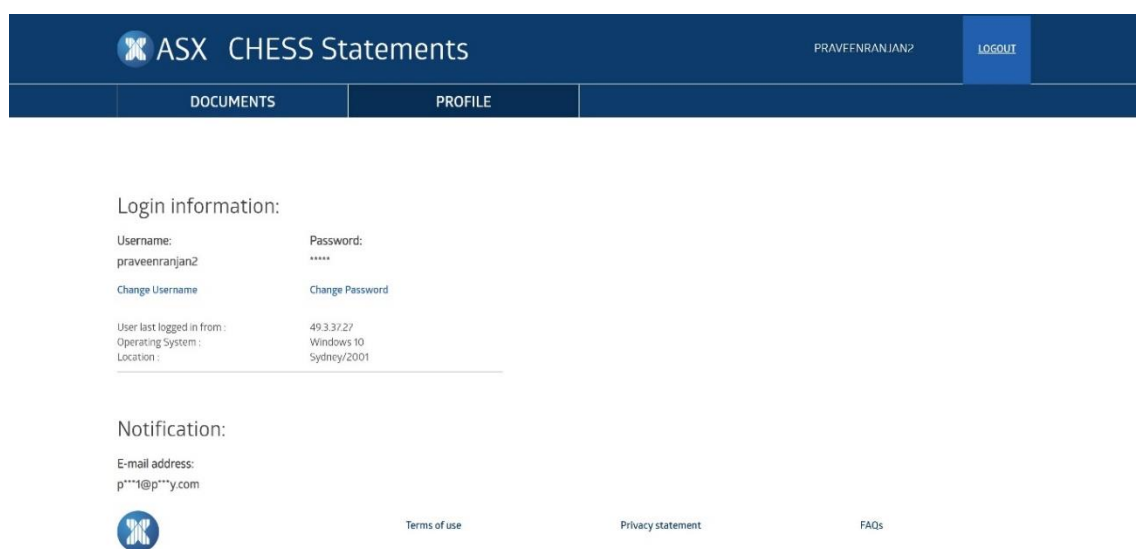 ASX CHESS Statements
PRAVEENRANJAN2
LOGOUT
DOCUMENTS
PROFILE
Login information:
Username:
Password:
praveenranjan2
*****
Change Username
Change Password
User last logged in from :
49.3.37.27
Operating System :
Windows 10
Location :
Sydney/2001
Notification:
E-mail address:
p***1@p***y.com
Terms of use
Privacy statement
FAQs